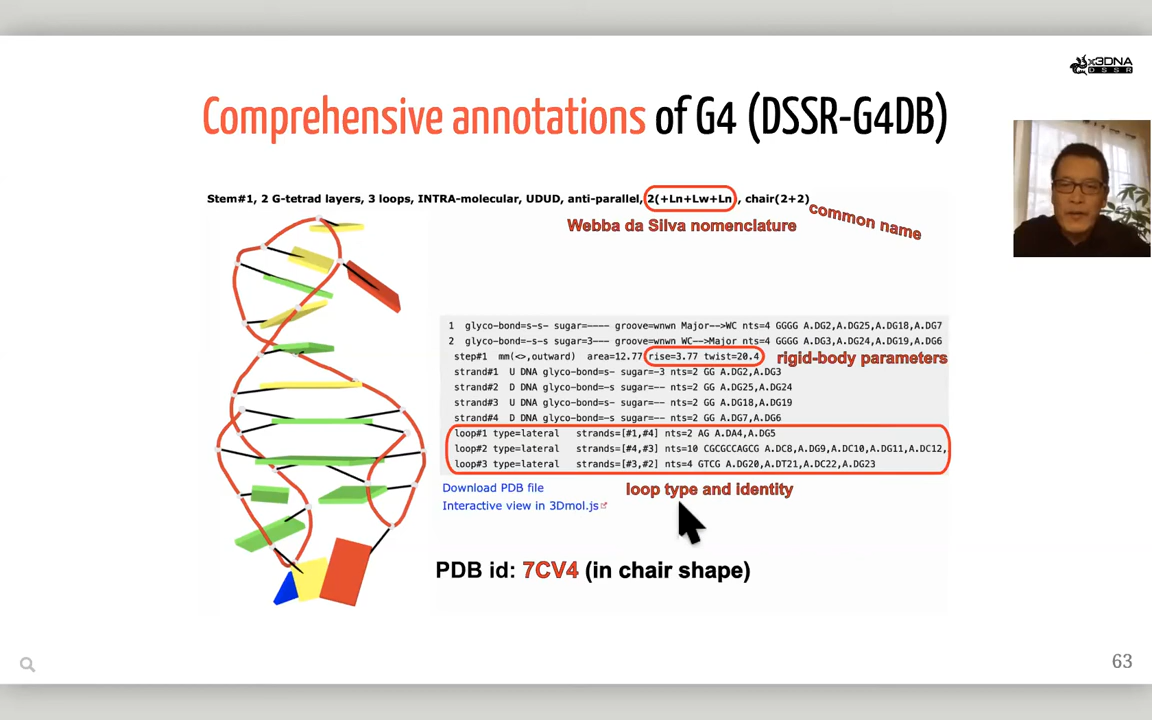 x3DNA
DSSR
Comprehensive annotations of G4 (DSSR-G4DB)
Stem#1, 2 G-tetrad layers, 3 loops, INTRA-molecular, UDUD, anti-parallel, 2(+Ln+Lw+Ln), chair(2+2)
common name
Webba da Silva nomenclature
1 glyco-bond=s-s- sugar=---- groove=wnwn Major-->WC nts=4 GGGG A.DG2,A.DG25,A.DG18,A.DG7
2 glyco-bond=-s-s sugar=3--- groove=wnwn WC-->Major nts=4 GGGG A.DG3,A.DG24,A.DG19,A.DG6
step#1 mm(<>,outward) area=12.77 rise=3.77 twist=20.4
rigid-body parameters
strand#1 U DNA glyco-bond=s- sugar=-3 nts=2 GG A.DG2,A.DG3
strand#2 D DNA glyco-bond=-s sugar=-- nts=2 GG A.DG25,A.DG24
strand#3 U DNA glyco-bond=s- sugar=-- nts=2 GG A.DG18,A.DG19
strand#4 D DNA glyco-bond=-s sugar=-- nts=2 GG A.DG7,A.DG6
loop#1 type=lateral strands=[#1,#4] nts=2 AG A.DA4,A.DG5
loop#2 type=lateral strands=[#4,#3] nts=10 CGCGCCAGCG A.DC8,A.DG9,A.DC10,A.DG11,A.DC12,
loop#3 type=lateral strands=[#3,#2] nts=4 GTCG A.DG20,A.DT21,A.DC22,A.DG23
Download PDB file
loop type and identity
Interactive view in 3Dmol.js
PDB id: 7CV4 (in chair shape)
63